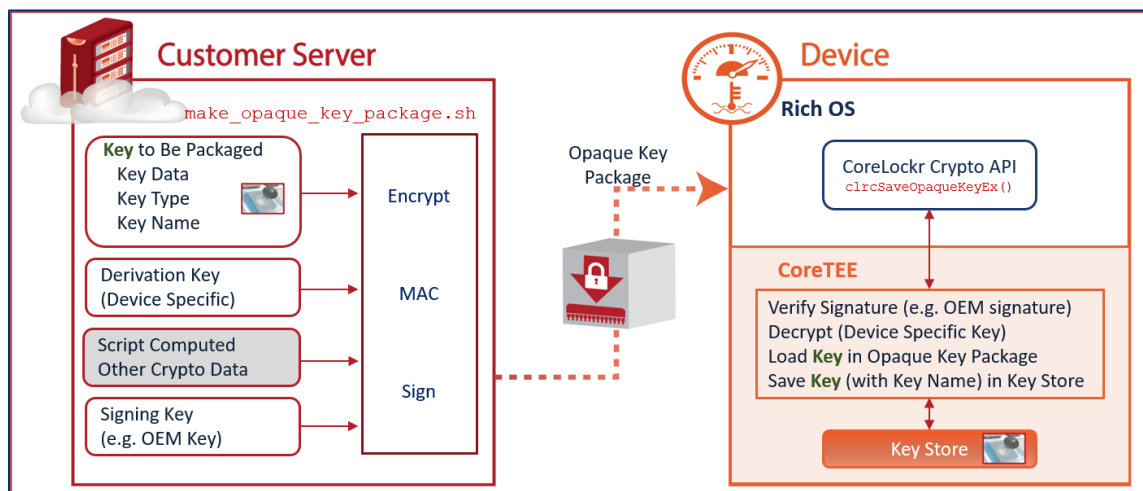 Customer Server
make_opaque_key_package.sh
Key to Be Packaged
Key Data
Key Type
Key Name
Derivation Key
(Device Specific)
Script Computed
Other Crypto Data
Signing Key
(e.g. OEM Key)
Encrypt
MAC
Sign
Opaque Key
Package
Device
Rich OS
CoreLockr Crypto API
clrcSaveOpaqueKeyEx()
CoreTEE
Verify Signature (e.g. OEM signature)
Decrypt (Device Specific Key)
Load Key in Opaque Key Package
Save Key (with Key Name) in Key Store
Key Store